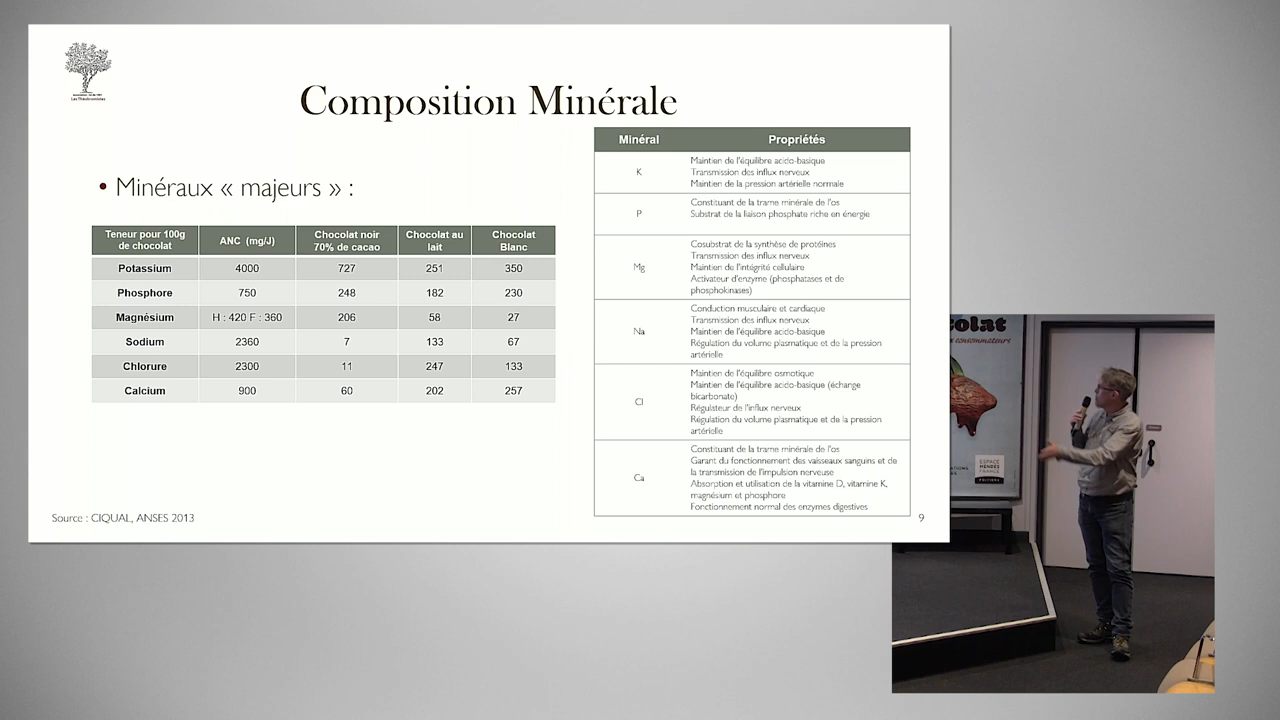 Les Théobromistes
Composition Minérale
• Minéraux « majeurs » :
Teneur pour 100g de chocolat | ANC (mg/J) | Chocolat noir 70% de cacao | Chocolat au lait | Chocolat Blanc
Potassium | 4000 | 727 | 251 | 350
Phosphore | 750 | 248 | 182 | 230
Magnésium | H : 420 F : 360 | 206 | 58 | 27
Sodium | 2360 | 7 | 133 | 67
Chlorure | 2300 | 11 | 247 | 133
Calcium | 900 | 60 | 202 | 257
Minéral | Propriétés
K
Maintien de l'équilibre acido-basique
Transmission des influx nerveux
Maintien de la pression artérielle normale
P
Constituant de la trame minérale de l'os
Substrat de la liaison phosphate riche en énergie
Mg
Cosubstrat de la synthèse de protéines
Transmission des influx nerveux
Maintien de l'intégrité cellulaire
Activateur d'enzyme (phosphatases et de
phosphokinases)
Na
Conduction musculaire et cardiaque
Transmission des influx nerveux
Maintien de l'équilibre acido-basique
Régulation du volume plasmatique et de la pression
artérielle
Cl
Maintien de l'équilibre osmotique
Maintien de l'équilibre acido-basique (échange
bicarbonate)
Régulateur de l'influx nerveux
Régulation du volume plasmatique et de la pression
artérielle
Ca
Constituant de la trame minérale de l'os
Garant du fonctionnement des vaisseaux sanguins et de
la transmission de l'impulsion nerveuse
Absorption et utilisation de la vitamine D, vitamine K,
magnésium et phosphore
Fonctionnement normal des enzymes digestives
Source : CIQUAL, ANSES 2013
9
colat
x consommateurs
ESPACE
MENDÈS
FRANCE
POITIERS